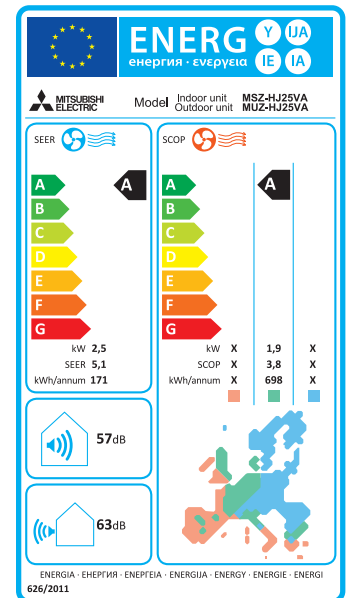 ENERG Y IJA IE IA
енергия · ενεργεια
MITSUBISHI ELECTRIC
Model Indoor unit MSZ-HJ25VA
Outdoor unit MUZ-HJ25VA
SEER
A
A
B
C
D
E
F
G
kW 2,5
SEER 5,1
kWh/annum 171
SCOP
A
A
B
C
D
E
F
G
kW X 1,9 X
SCOP X 3,8 X
kWh/annum X 698 X
57dB
63dB
ENERGIA · ЕНЕРГИЯ · ΕΝΕΡΓΕΙΑ · ENERGIJA · ENERGY · ENERGIE · ENERGI
626/2011